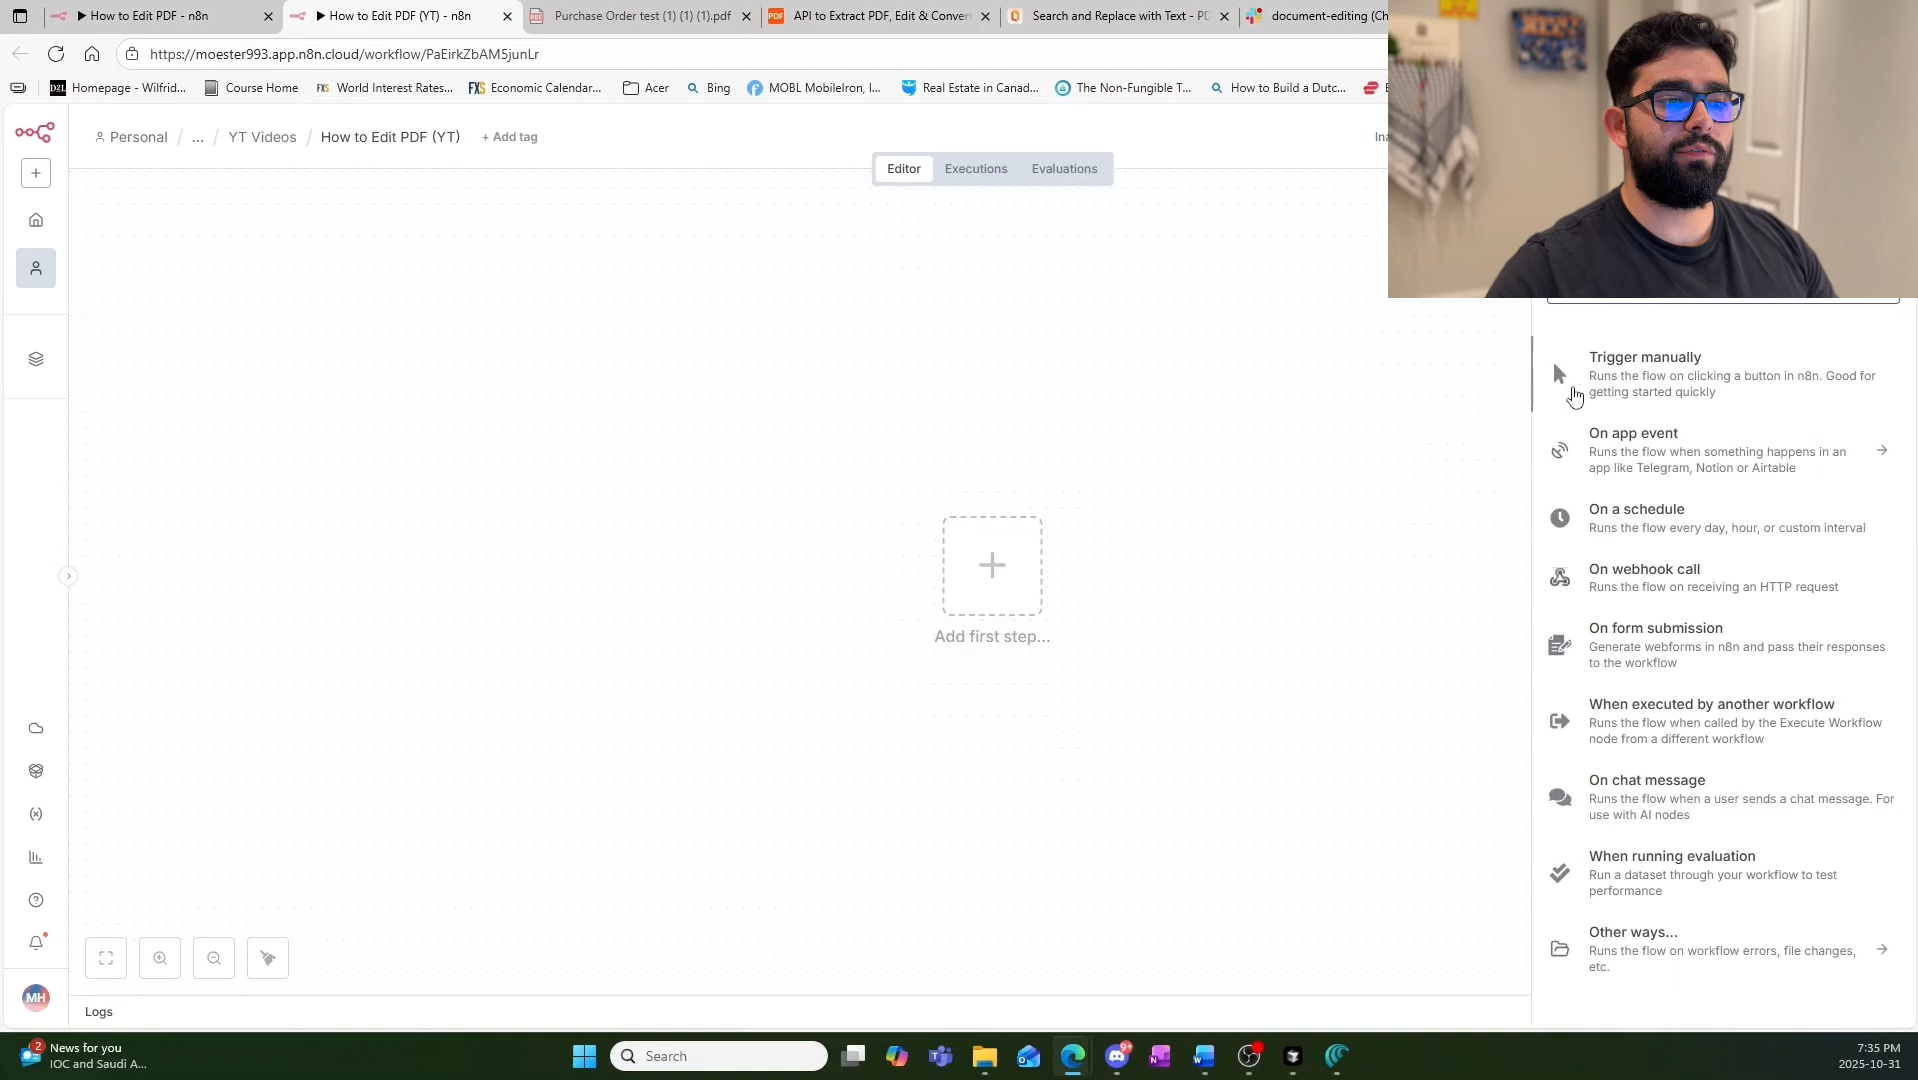 How to Edit PDF - n8n
How to Edit PDF (YT) - n8n
Purchase Order test (1) (1) (1).pdf
API to Extract PDF, Edit & Conver
Search and Replace with Text - PD
document-editing (Ch
https://moester993.app.n8n.cloud/workflow/PaEirkZbAM5junLr
Homepage - Wilfrid...
Course Home
World Interest Rates...
Economic Calendar...
Acer
Bing
MOBL MobileIron, I...
Real Estate in Canad...
The Non-Fungible T...
How to Build a Dutc...
Personal / ... / YT Videos / How to Edit PDF (YT) + Add tag
Ina
Editor Executions Evaluations
Trigger manually
Runs the flow on clicking a button in n8n. Good for
getting started quickly
On app event
Runs the flow when something happens in an
app like Telegram, Notion or Airtable
On a schedule
Runs the flow every day, hour, or custom interval
On webhook call
Runs the flow on receiving an HTTP request
On form submission
Generate webforms in n8n and pass their responses
to the workflow
When executed by another workflow
Runs the flow when called by the Execute Workflow
node from a different workflow
On chat message
Runs the flow when a user sends a chat message. For
use with AI nodes
When running evaluation
Run a dataset through your workflow to test
performance
Other ways...
Runs the flow on workflow errors, file changes,
etc.
Add first step...
MH
Logs
2
News for you
IOC and Saudi A...
Search
9+
7:35 PM
2025-10-31